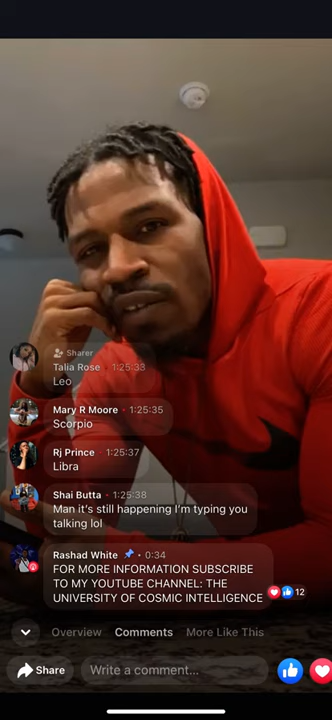 Sharer
Talia Rose · 1:25:33
Leo
Mary R Moore · 1:25:35
Scorpio
Rj Prince · 1:25:37
Libra
Shai Butta · 1:25:38
Man it's still happening I'm typing you
talking lol
Rashad White · 0:34
FOR MORE INFORMATION SUBSCRIBE
TO MY YOUTUBE CHANNEL: THE
UNIVERSITY OF COSMIC INTELLIGENCE
12
Overview Comments More Like This
Share Write a comment...